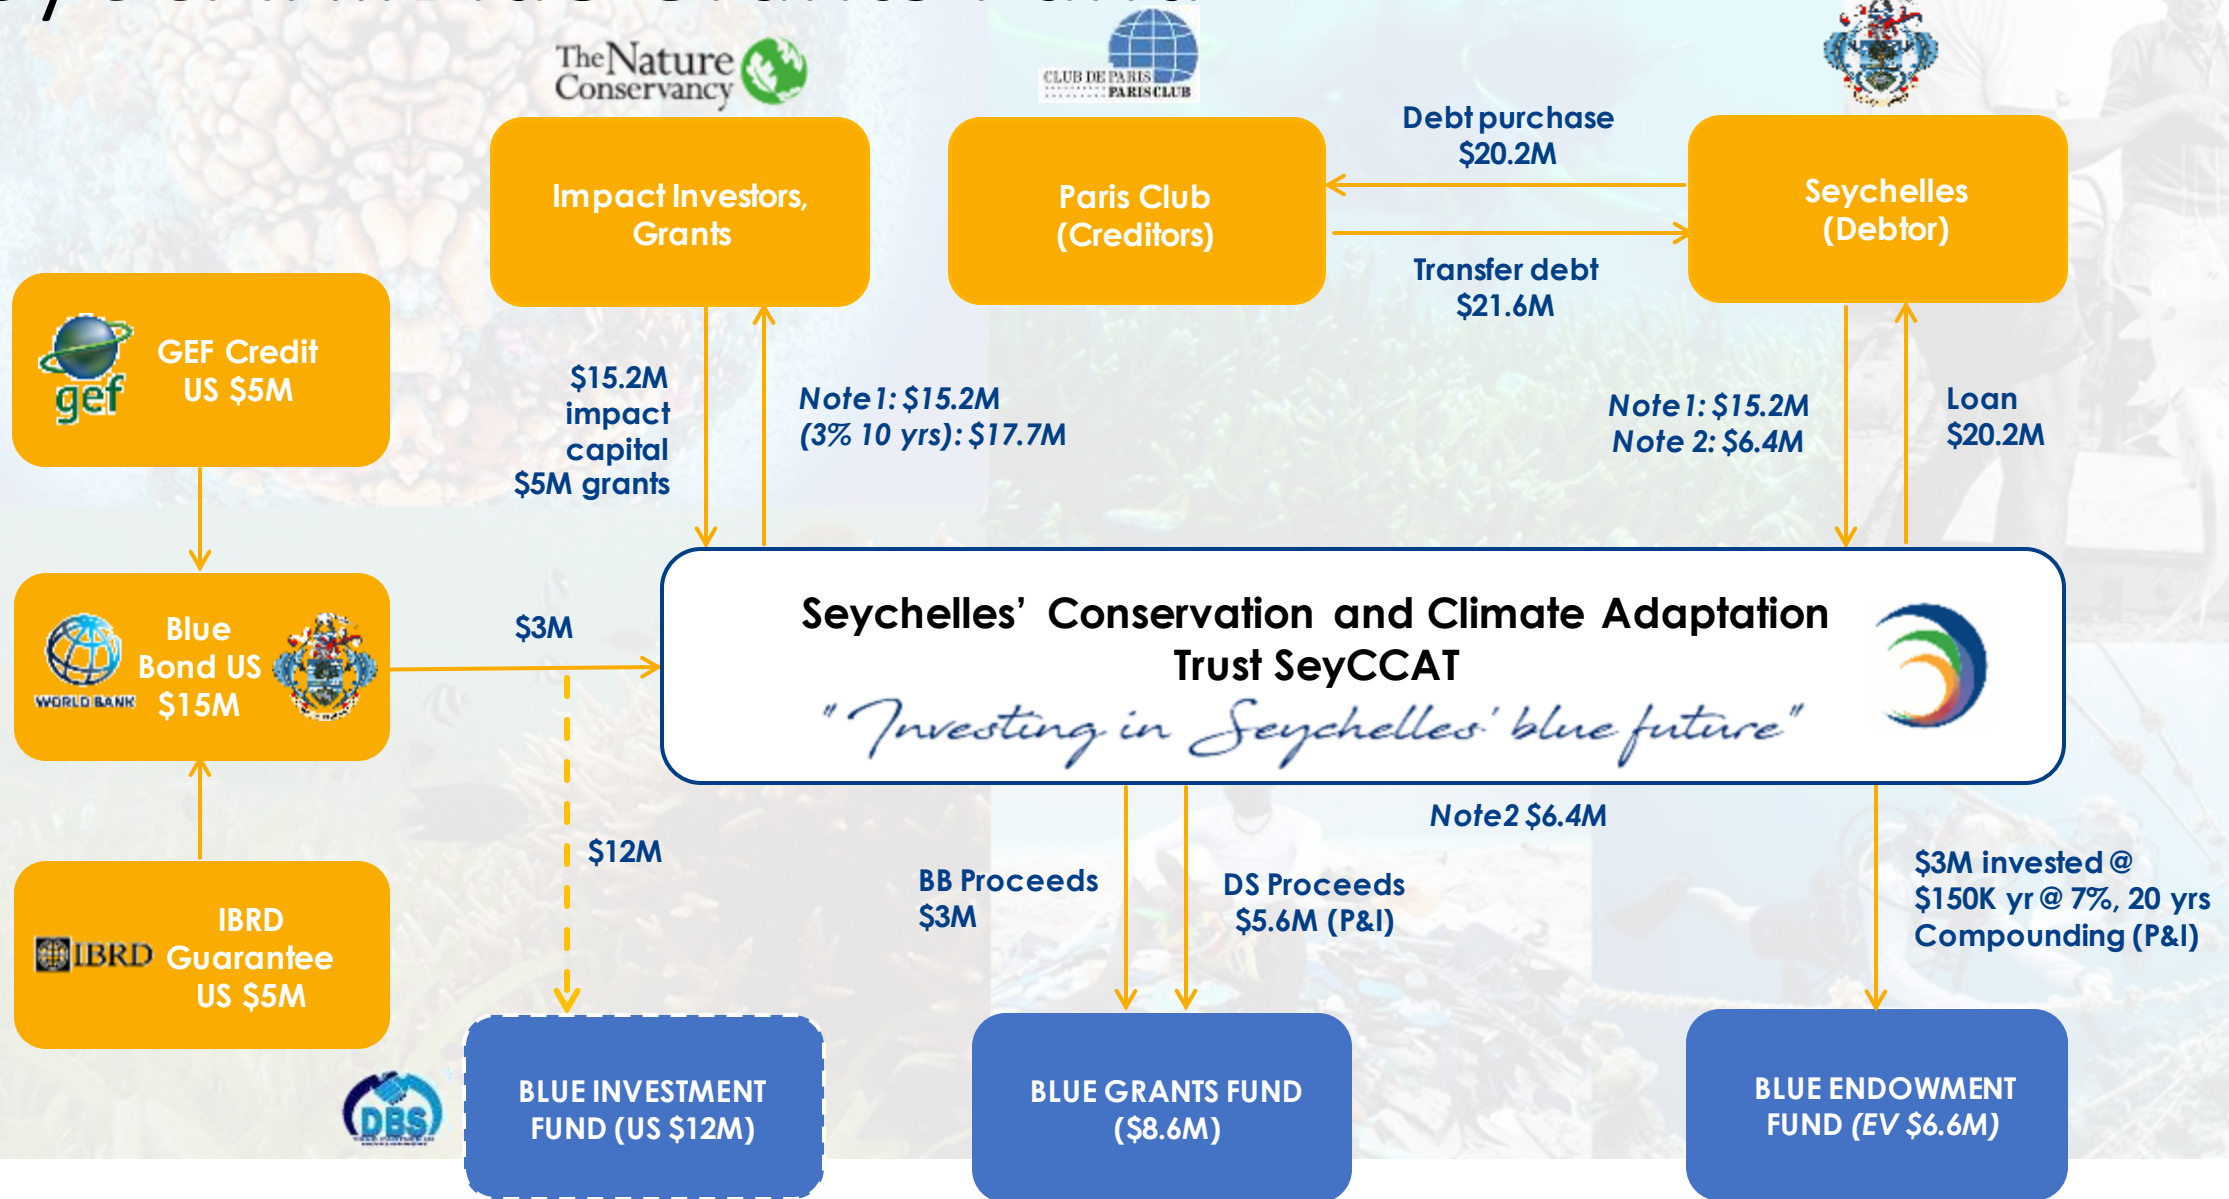 The Nature
Conservancy
CLUB DE PARIS
PARIS CLUB
Impact Investors,
Grants
Paris Club
(Creditors)
Debt purchase
$20.2M
Transfer debt
$21.6M
Seychelles
(Debtor)
gef
GEF Credit
US $5M
$15.2M
impact
capital
$5M grants
Note1: $15.2M
(3% 10 yrs): $17.7M
Note1: $15.2M
Note 2: $6.4M
Loan
$20.2M
WORLD BANK
Blue
Bond US
$15M
$3M
Seychelles’ Conservation and Climate Adaptation
Trust SeyCCAT
"Investing in Seychelles' blue future"
IBRD
IBRD
Guarantee
US $5M
$12M
BB Proceeds
$3M
DS Proceeds
$5.6M (P&I)
Note2 $6.4M
$3M invested @
$150K yr @ 7%, 20 yrs
Compounding (P&I)
DBS
BLUE INVESTMENT
FUND (US $12M)
BLUE GRANTS FUND
($8.6M)
BLUE ENDOWMENT
FUND (EV $6.6M)